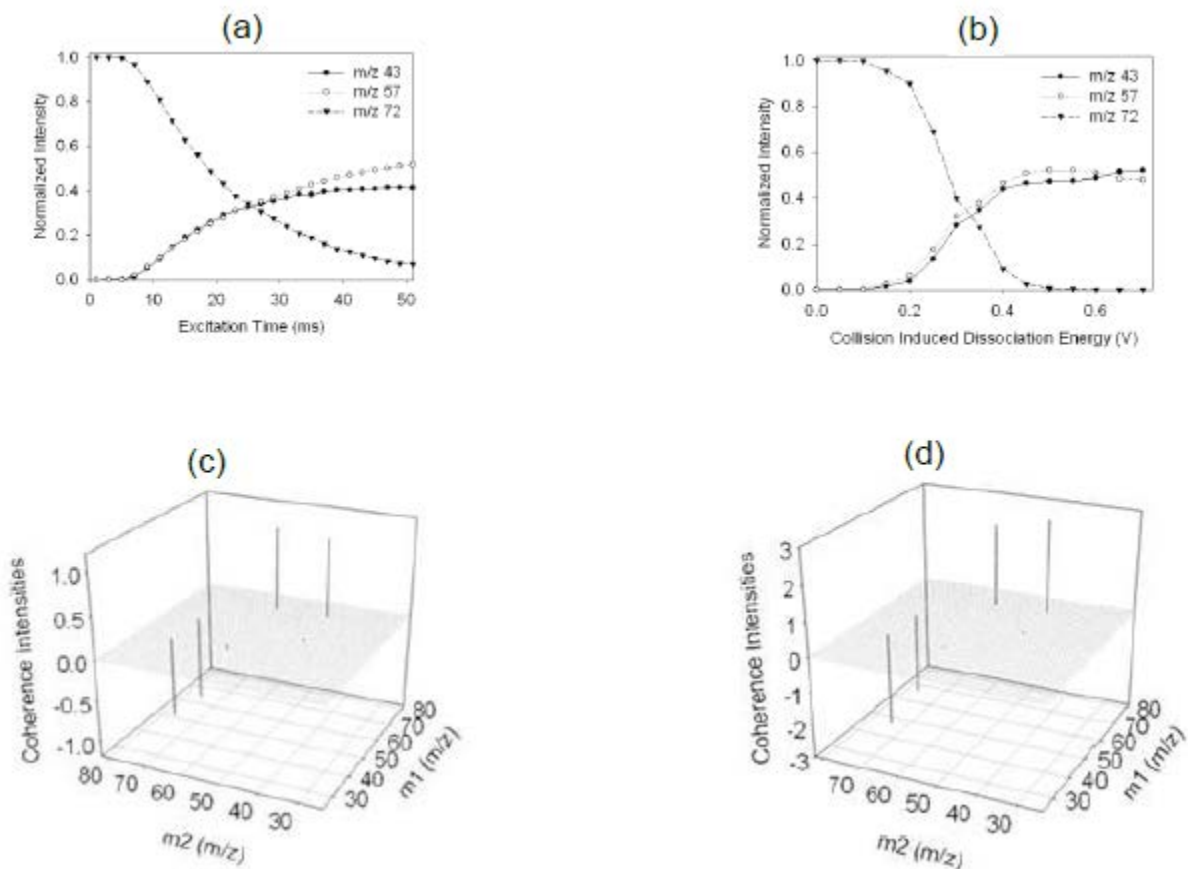 (a)
1.0
0.8
0.6
0.4
0.2
0.0
Normalized Intensity
m/z 43
m/z 57
m/z 72
0 10 20 30 40 50
Excitation Time (ms)
(b)
1.0
0.8
0.6
0.4
0.2
0.0
Normalized Intensity
m/z 43
m/z 57
m/z 72
0.0 0.2 0.4 0.6
Collision Induced Dissociation Energy (V)
(c)
1.0
0.5
0.0
-0.5
-1.0
Coherence Intensities
80 70 60 50 40 30
m2 (m/z)
30 40 50 60 70 80
m1 (m/z)
(d)
3
2
1
0
-1
-2
-3
Coherence Intensities
70 60 50 40 30
m2 (m/z)
30 40 50 60 70 80
m1 (m/z)